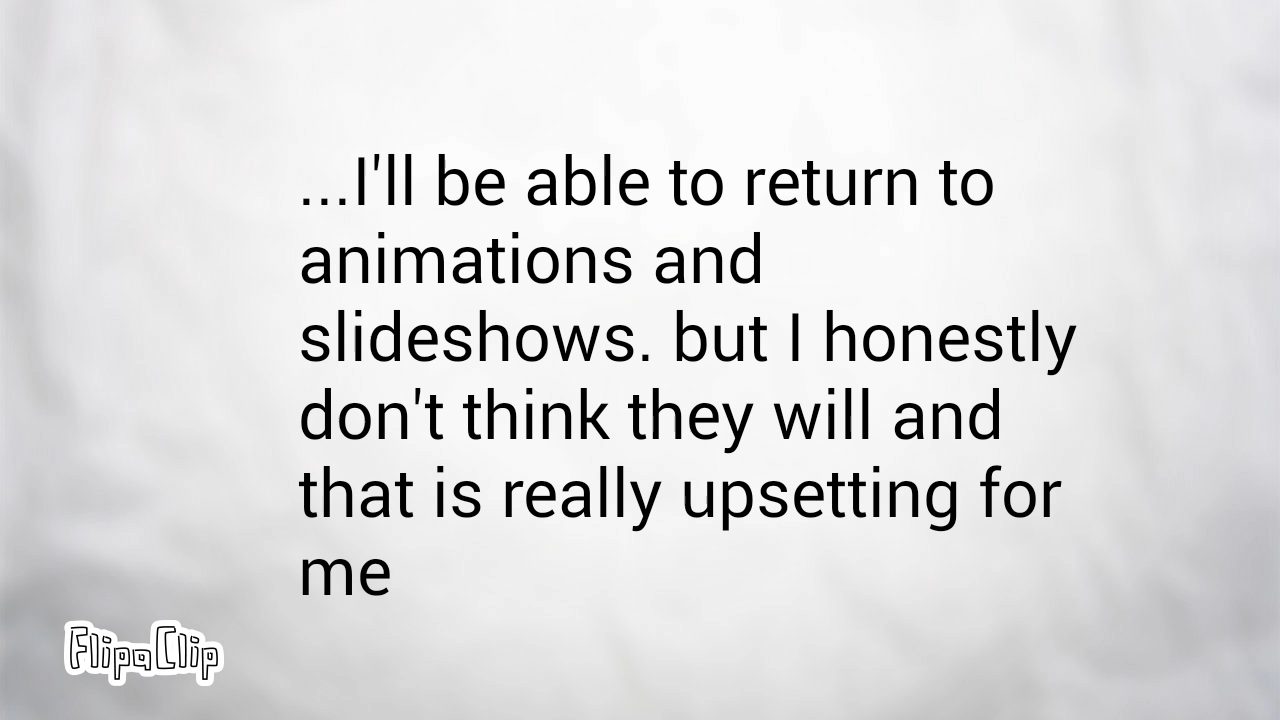 ...I'll be able to return to
animations and
slideshows. but I honestly
don't think they will and
that is really upsetting for
me
FlipaClip